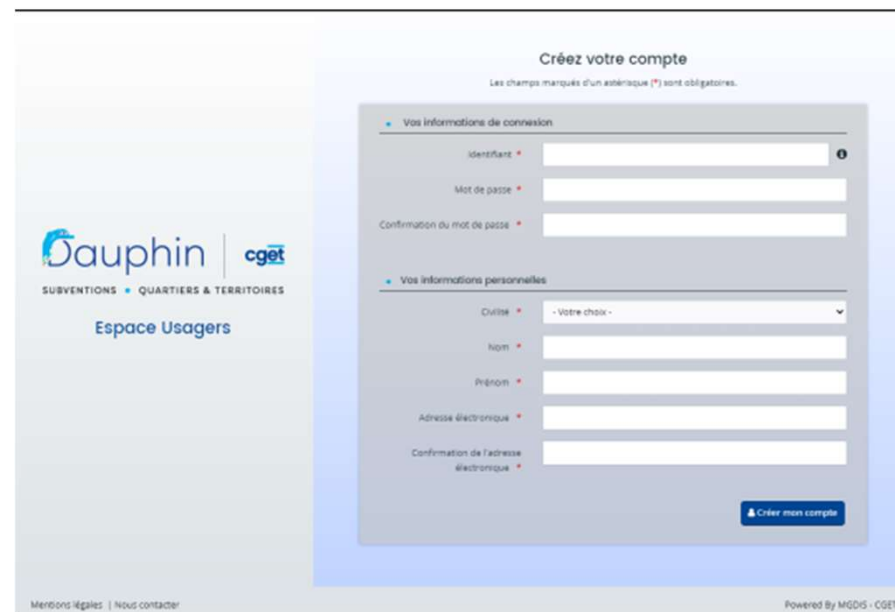 Créez votre compte
Les champs marqués d'un astérisque (*) sont obligatoires.
Vos informations de connexion
Identifiant *
Mot de passe *
Confirmation du mot de passe *
Dauphin | cget
SUBVENTIONS • QUARTIERS & TERRITOIRES
Espace Usagers
Vos informations personnelles
Civilité *
- Votre choix -
Nom *
Prénom *
Adresse électronique *
Confirmation de l'adresse
électronique *
Créer mon compte
Mentions légales | Nous contacter
Powered By MGDIS - CGET